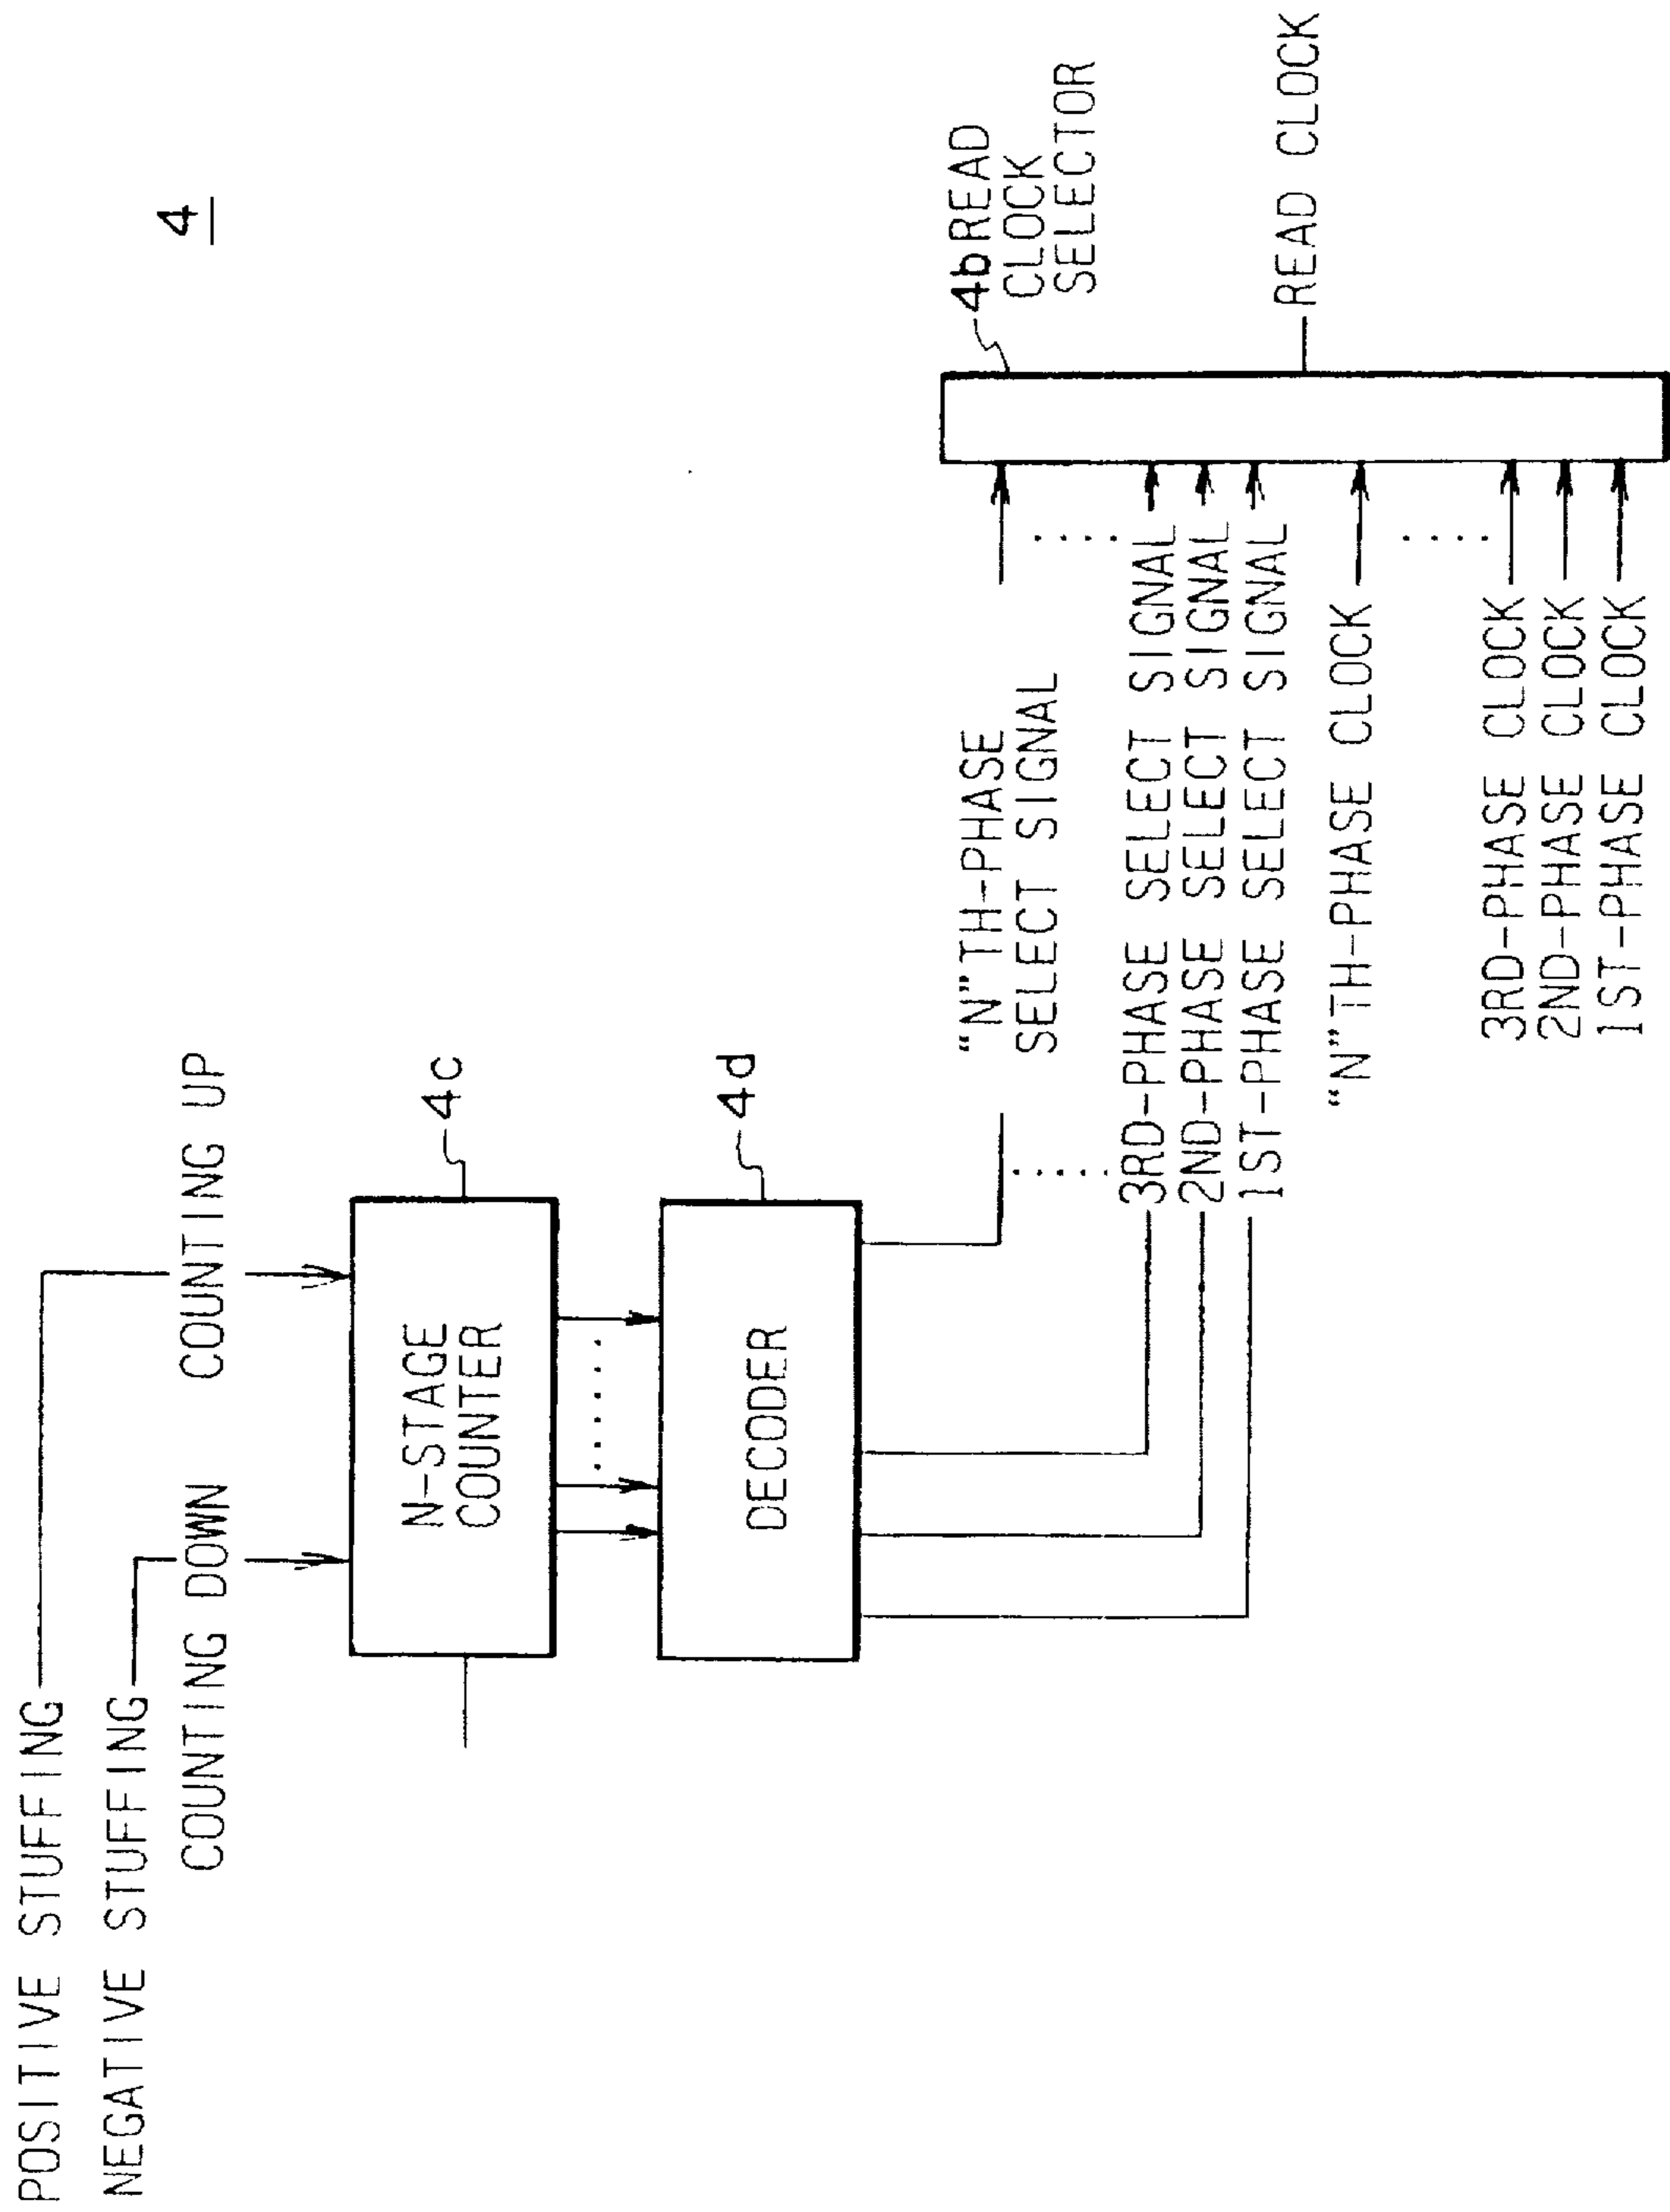 4
POSITIVE STUFFING
NEGATIVE STUFFING
COUNTING DOWN
COUNTING UP
N-STAGE
COUNTER
4c
DECODER
4d
"N"TH-PHASE
SELECT SIGNAL
3RD-PHASE SELECT SIGNAL
2ND-PHASE SELECT SIGNAL
1ST-PHASE SELECT SIGNAL
"N"TH-PHASE CLOCK
3RD-PHASE CLOCK
2ND-PHASE CLOCK
1ST-PHASE CLOCK
4b READ
CLOCK
SELECTOR
READ CLOCK